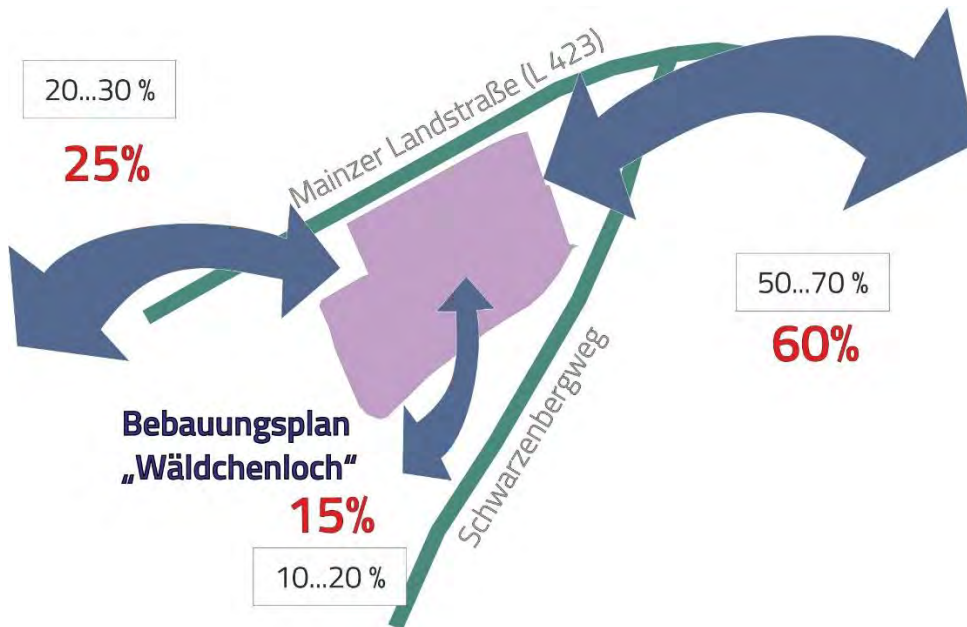 20...30 %
25%
Mainzer Landstraße (L 423)
50...70 %
60%
Schwarzenbergweg
Bebauungsplan
„Wäldchenloch“
15%
10...20 %